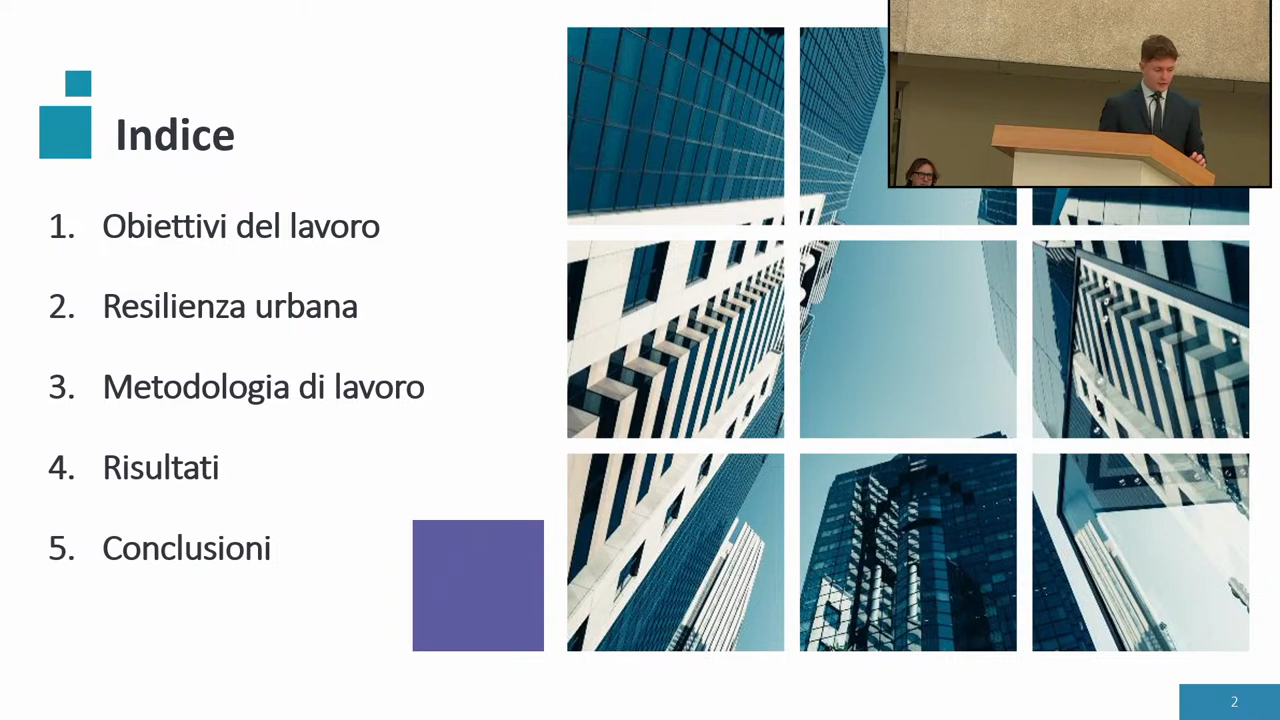 Indice
1. Obiettivi del lavoro
2. Resilienza urbana
3. Metodologia di lavoro
4. Risultati
5. Conclusioni
2